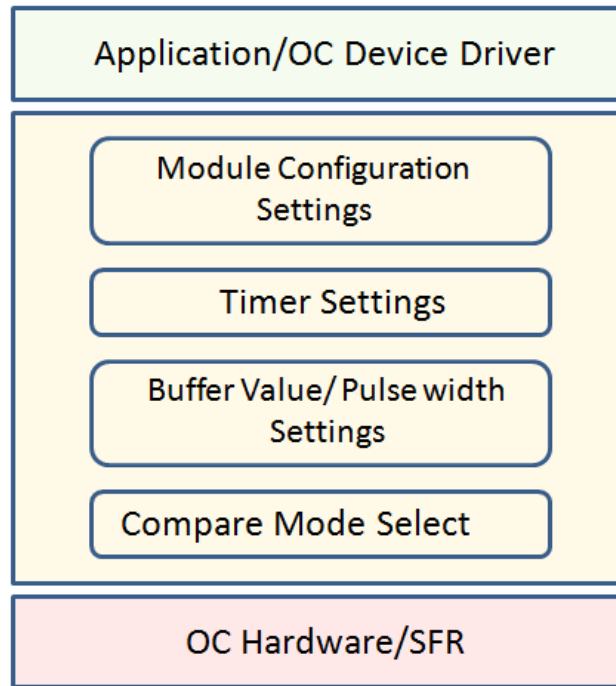 Application/OC Device Driver
Module Configuration
Settings
Timer Settings
Buffer Value/ Pulse width
Settings
Compare Mode Select
OC Hardware/SFR